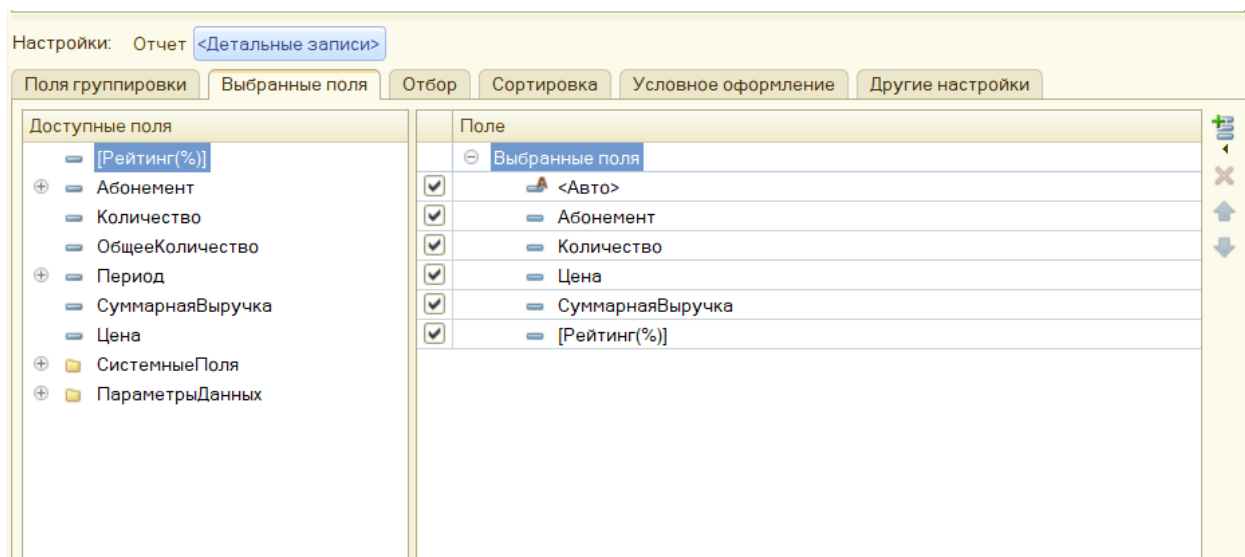 Настройки: Отчет <Детальные записи>
Поля группировки Выбранные поля Отбор Сортировка Условное оформление Другие настройки
Доступные поля Поле
[Рейтинг(%)] Выбранные поля
Абонемент <Авто>
Количество Абонемент
ОбщееКоличество Количество
Период Цена
СуммарнаяВыручка СуммарнаяВыручка
Цена [Рейтинг(%)]
СистемныеПоля
ПараметрыДанных